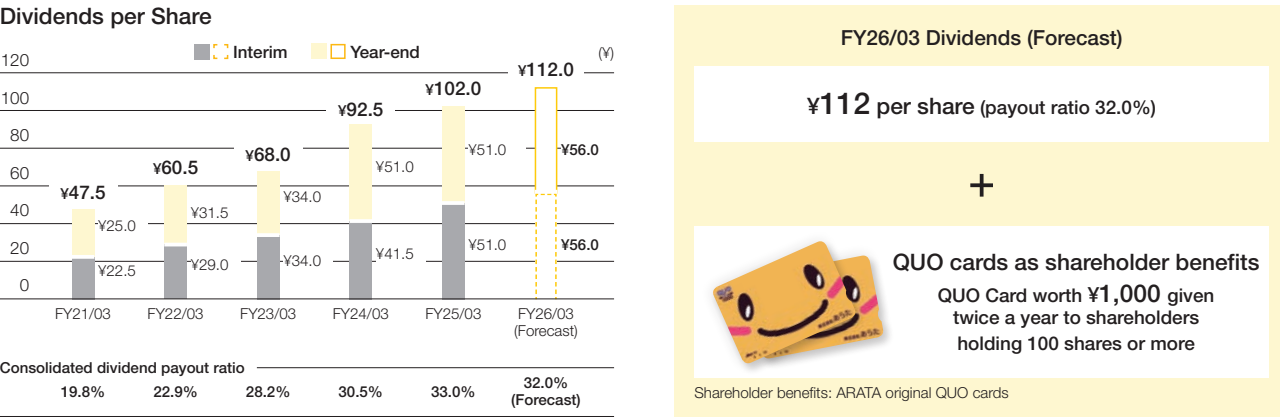 Dividends per Share
Interim
Year-end
(¥)
120
100
80
60
40
20
0
¥47.5
¥25.0
¥22.5
¥60.5
¥31.5
¥29.0
¥68.0
¥34.0
¥34.0
¥92.5
¥51.0
¥41.5
¥102.0
¥51.0
¥51.0
¥112.0
¥56.0
¥56.0
FY21/03 FY22/03 FY23/03 FY24/03 FY25/03 FY26/03
(Forecast)
Consolidated dividend payout ratio
19.8% 22.9% 28.2% 30.5% 33.0% 32.0%
(Forecast)
FY26/03 Dividends (Forecast)
¥112 per share (payout ratio 32.0%)
+
QUO cards as shareholder benefits
QUO Card worth ¥1,000 given
twice a year to shareholders
holding 100 shares or more
Shareholder benefits: ARATA original QUO cards